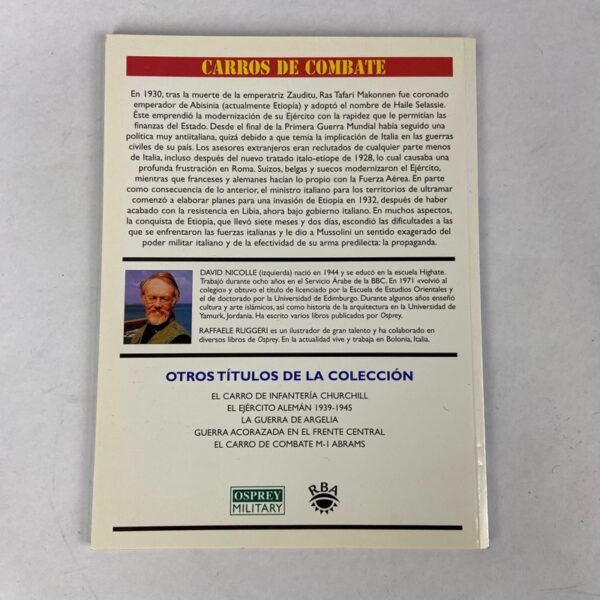 CARROS DE COMBATE
En 1930, tras la muerte de la emperatriz Zauditu, Ras Tafari Makonnen fue coronado
emperador de Abisinia (actualmente Etiopía) y adoptó el nombre de Haile Selassie.
Éste emprendió la modernización de su Ejército con la rapidez que le permitían las
finanzas del Estado. Desde el final de la Primera Guerra Mundial había seguido una
política muy antiitaliana, quizá debido a que temía la implicación de Italia en las guerras
civiles de su país. Los asesores extranjeros eran reclutados de cualquier parte menos
de Italia, incluso después del nuevo tratado italo-etíope de 1928, lo cual causaba una
profunda frustración en Roma. Suizos, belgas y suecos modernizaron el Ejército,
mientras que franceses y alemanes hacían lo propio con la Fuerza Aérea. En parte
como consecuencia de lo anterior, el ministro italiano para los territorios de ultramar
comenzó a elaborar planes para una invasión de Etiopía en 1932, después de haber
acabado con la resistencia en Libia, ahora bajo gobierno italiano. En muchos aspectos,
la conquista de Etiopía, que llevó siete meses y dos días, escondió las dificultades a las
que se enfrentaron las fuerzas italianas y le dio a Mussolini un sentido exagerado del
poder militar italiano y de la efectividad de su arma predilecta: la propaganda.
DAVID NICOLLE (izquierda) nació en 1944 y se educó en la escuela Highate.
Trabajó durante ocho años en el Servicio Árabe de la BBC. En 1971 «volvió al
colegio» y obtuvo el título de licenciado por la Escuela de Estudios Orientales y
el de doctorado por la Universidad de Edimburgo. Durante algunos años enseñó
cultura y arte islámicos, así como historia de la arquitectura en la Universidad de
Yamurk, Jordania. Ha escrito varios libros publicados por Osprey.
RAFFAELE RUGGERI es un ilustrador de gran talento y ha colaborado en
diversos libros de Osprey. En la actualidad vive y trabaja en Bolonia, Italia.
OTROS TÍTULOS DE LA COLECCIÓN
EL CARRO DE INFANTERÍA CHURCHILL
EL EJÉRCITO ALEMÁN 1939-1945
LA GUERRA DE ARGELIA
GUERRA ACORAZADA EN EL FRENTE CENTRAL
EL CARRO DE COMBATE M-1 ABRAMS
OSPREY
MILITARY
RBA